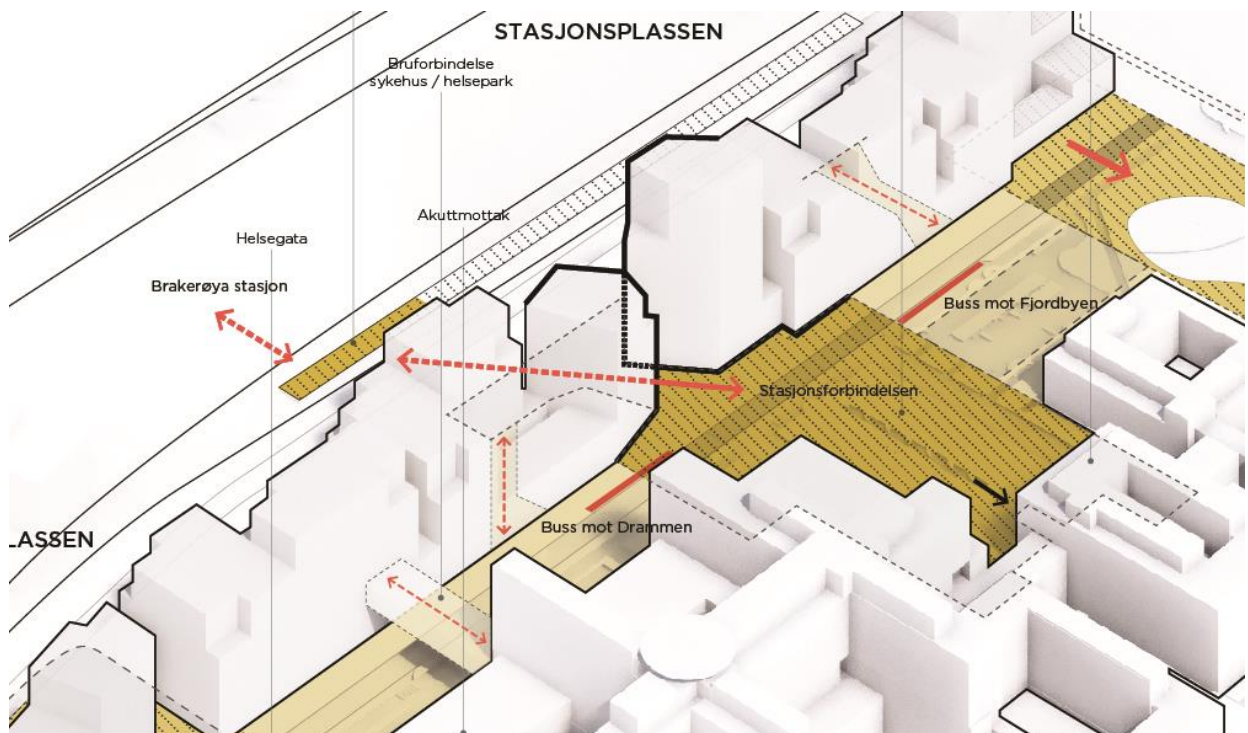 STASJONSPLASSEN
Bruforbindelse
sykehus / helsepark
Akuttmottak
Helsegata
Brakerøya stasjon
Buss mot Fjordbyen
Stasjonsforbindelsen
Buss mot Drammen
LASSEN